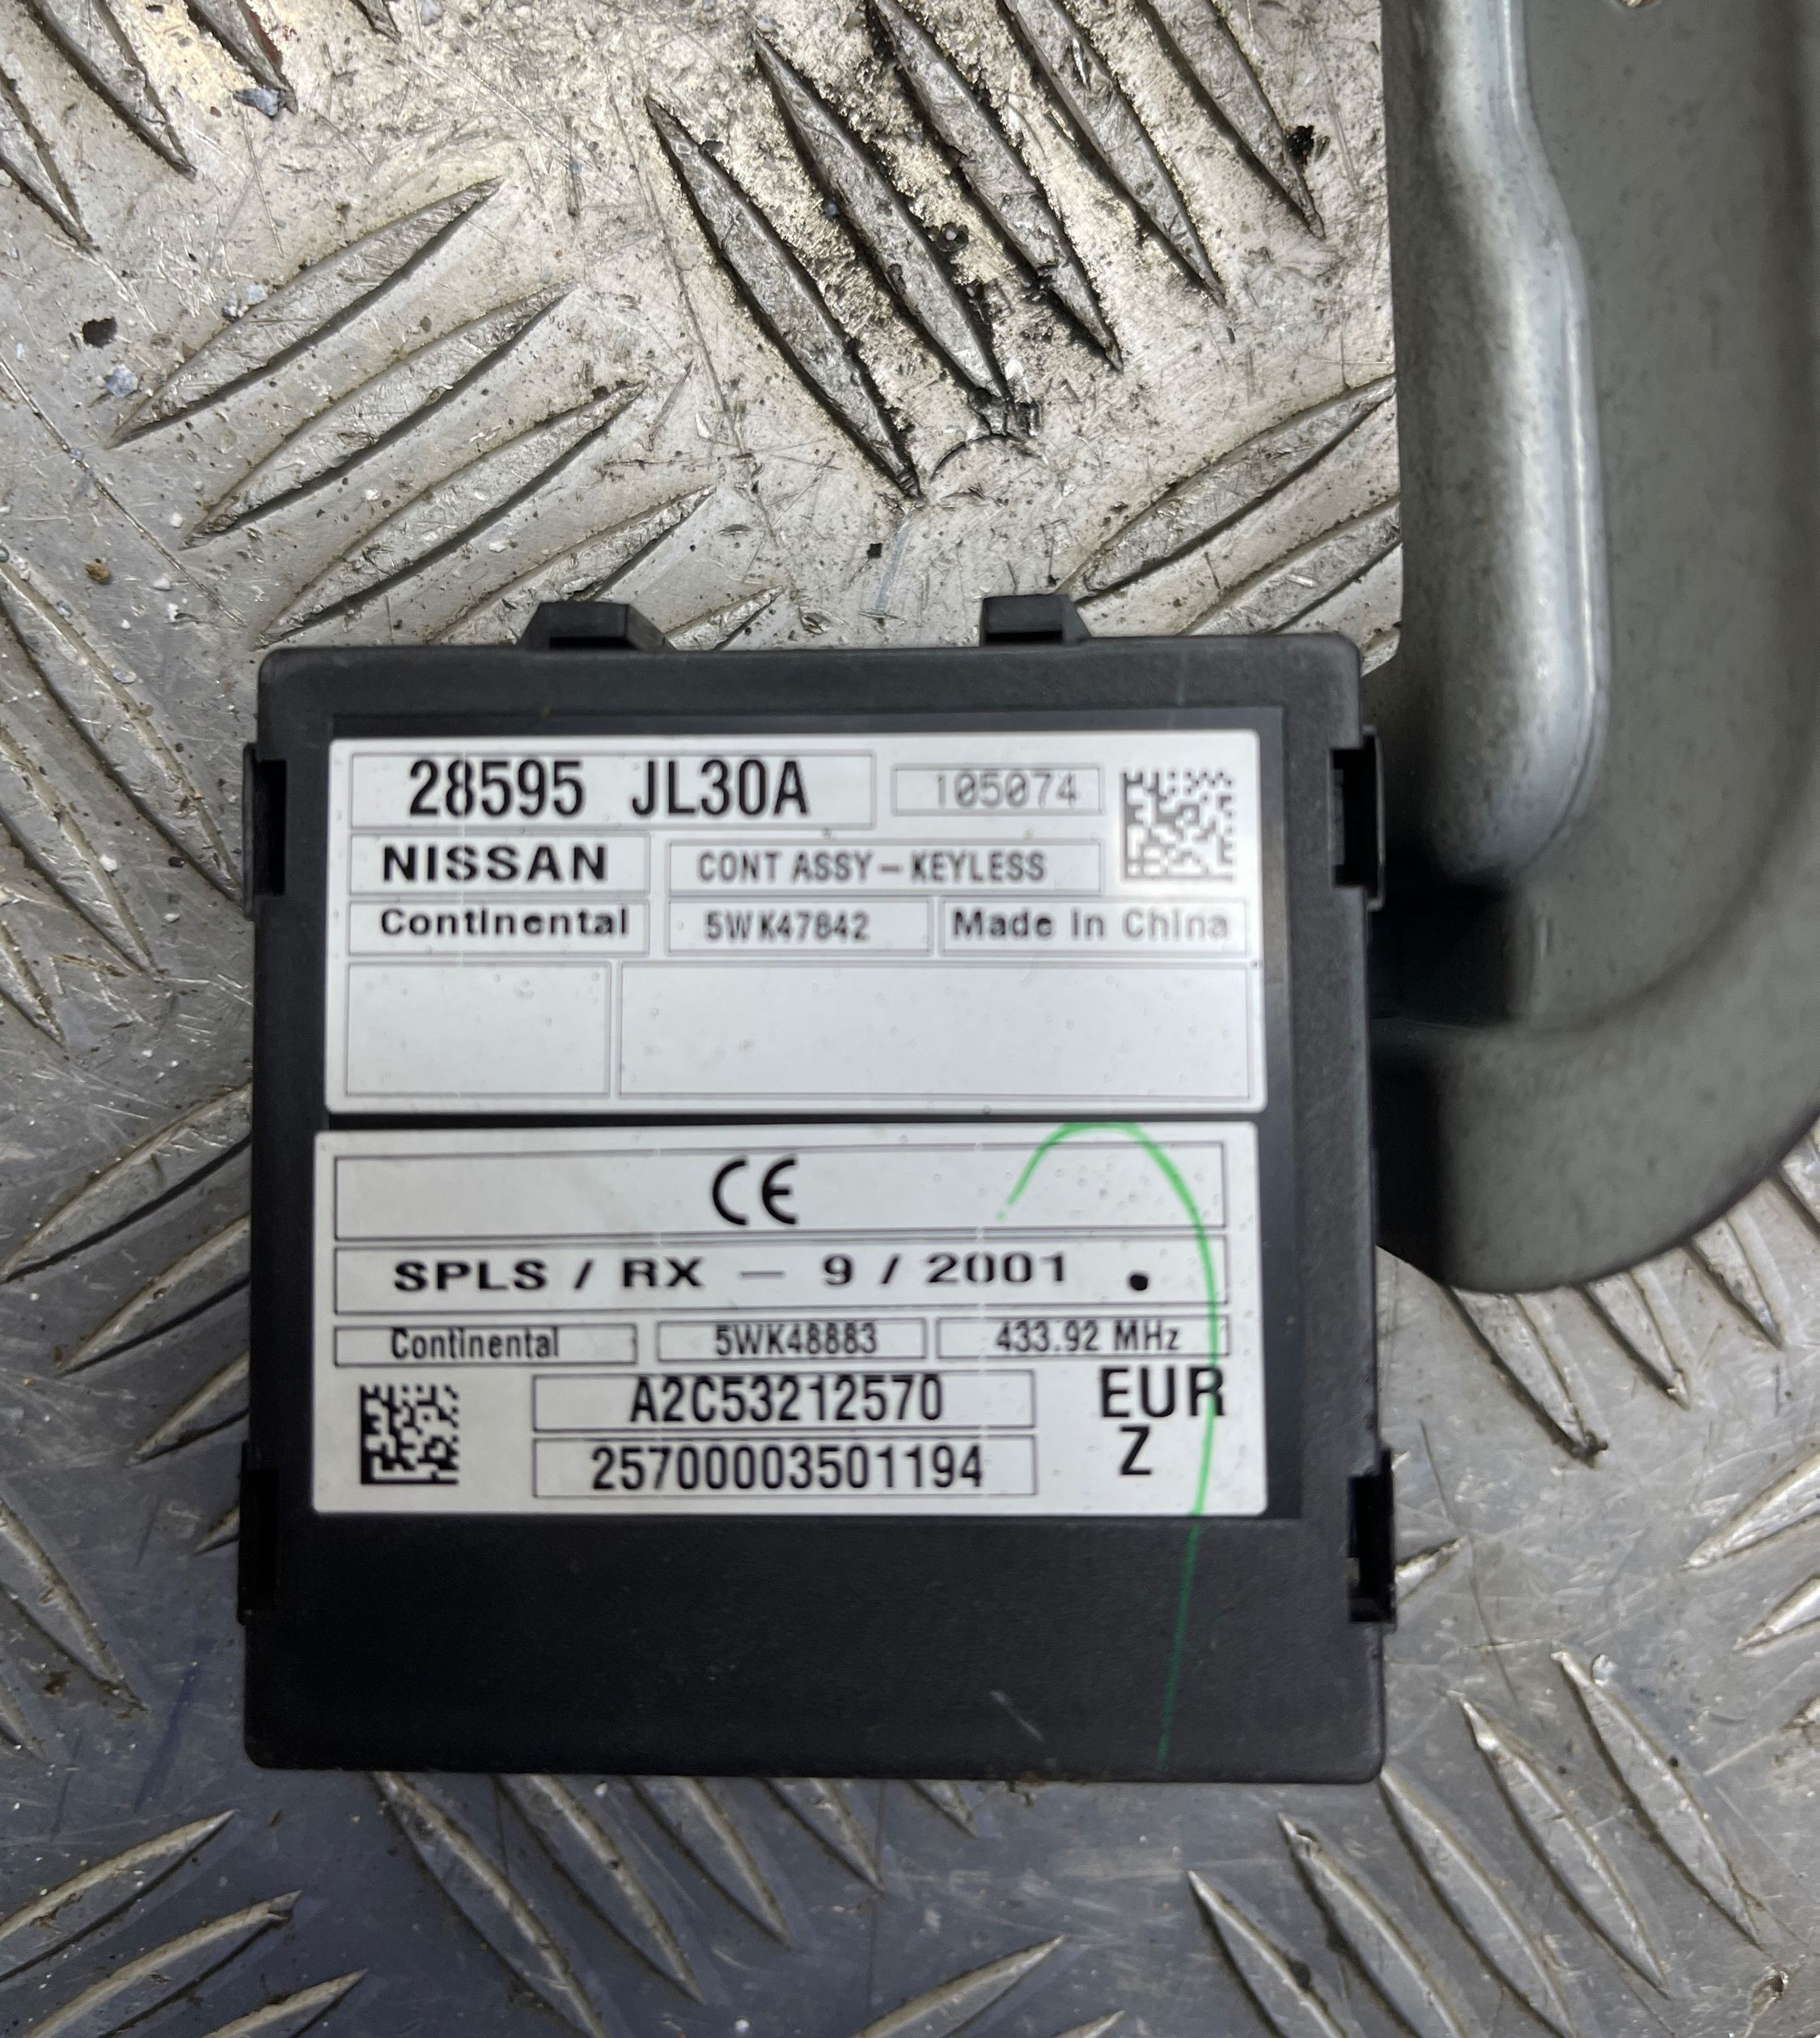 28595 JL30A 105074
NISSAN CONT ASSY-KEYLESS
Continental 5WK47842 Made in China
CE
SPLS / RX - 9 / 2001 .
Continental 5WK48883 433.92 MHz
A2C53212570 EUR
25700003501194 Z